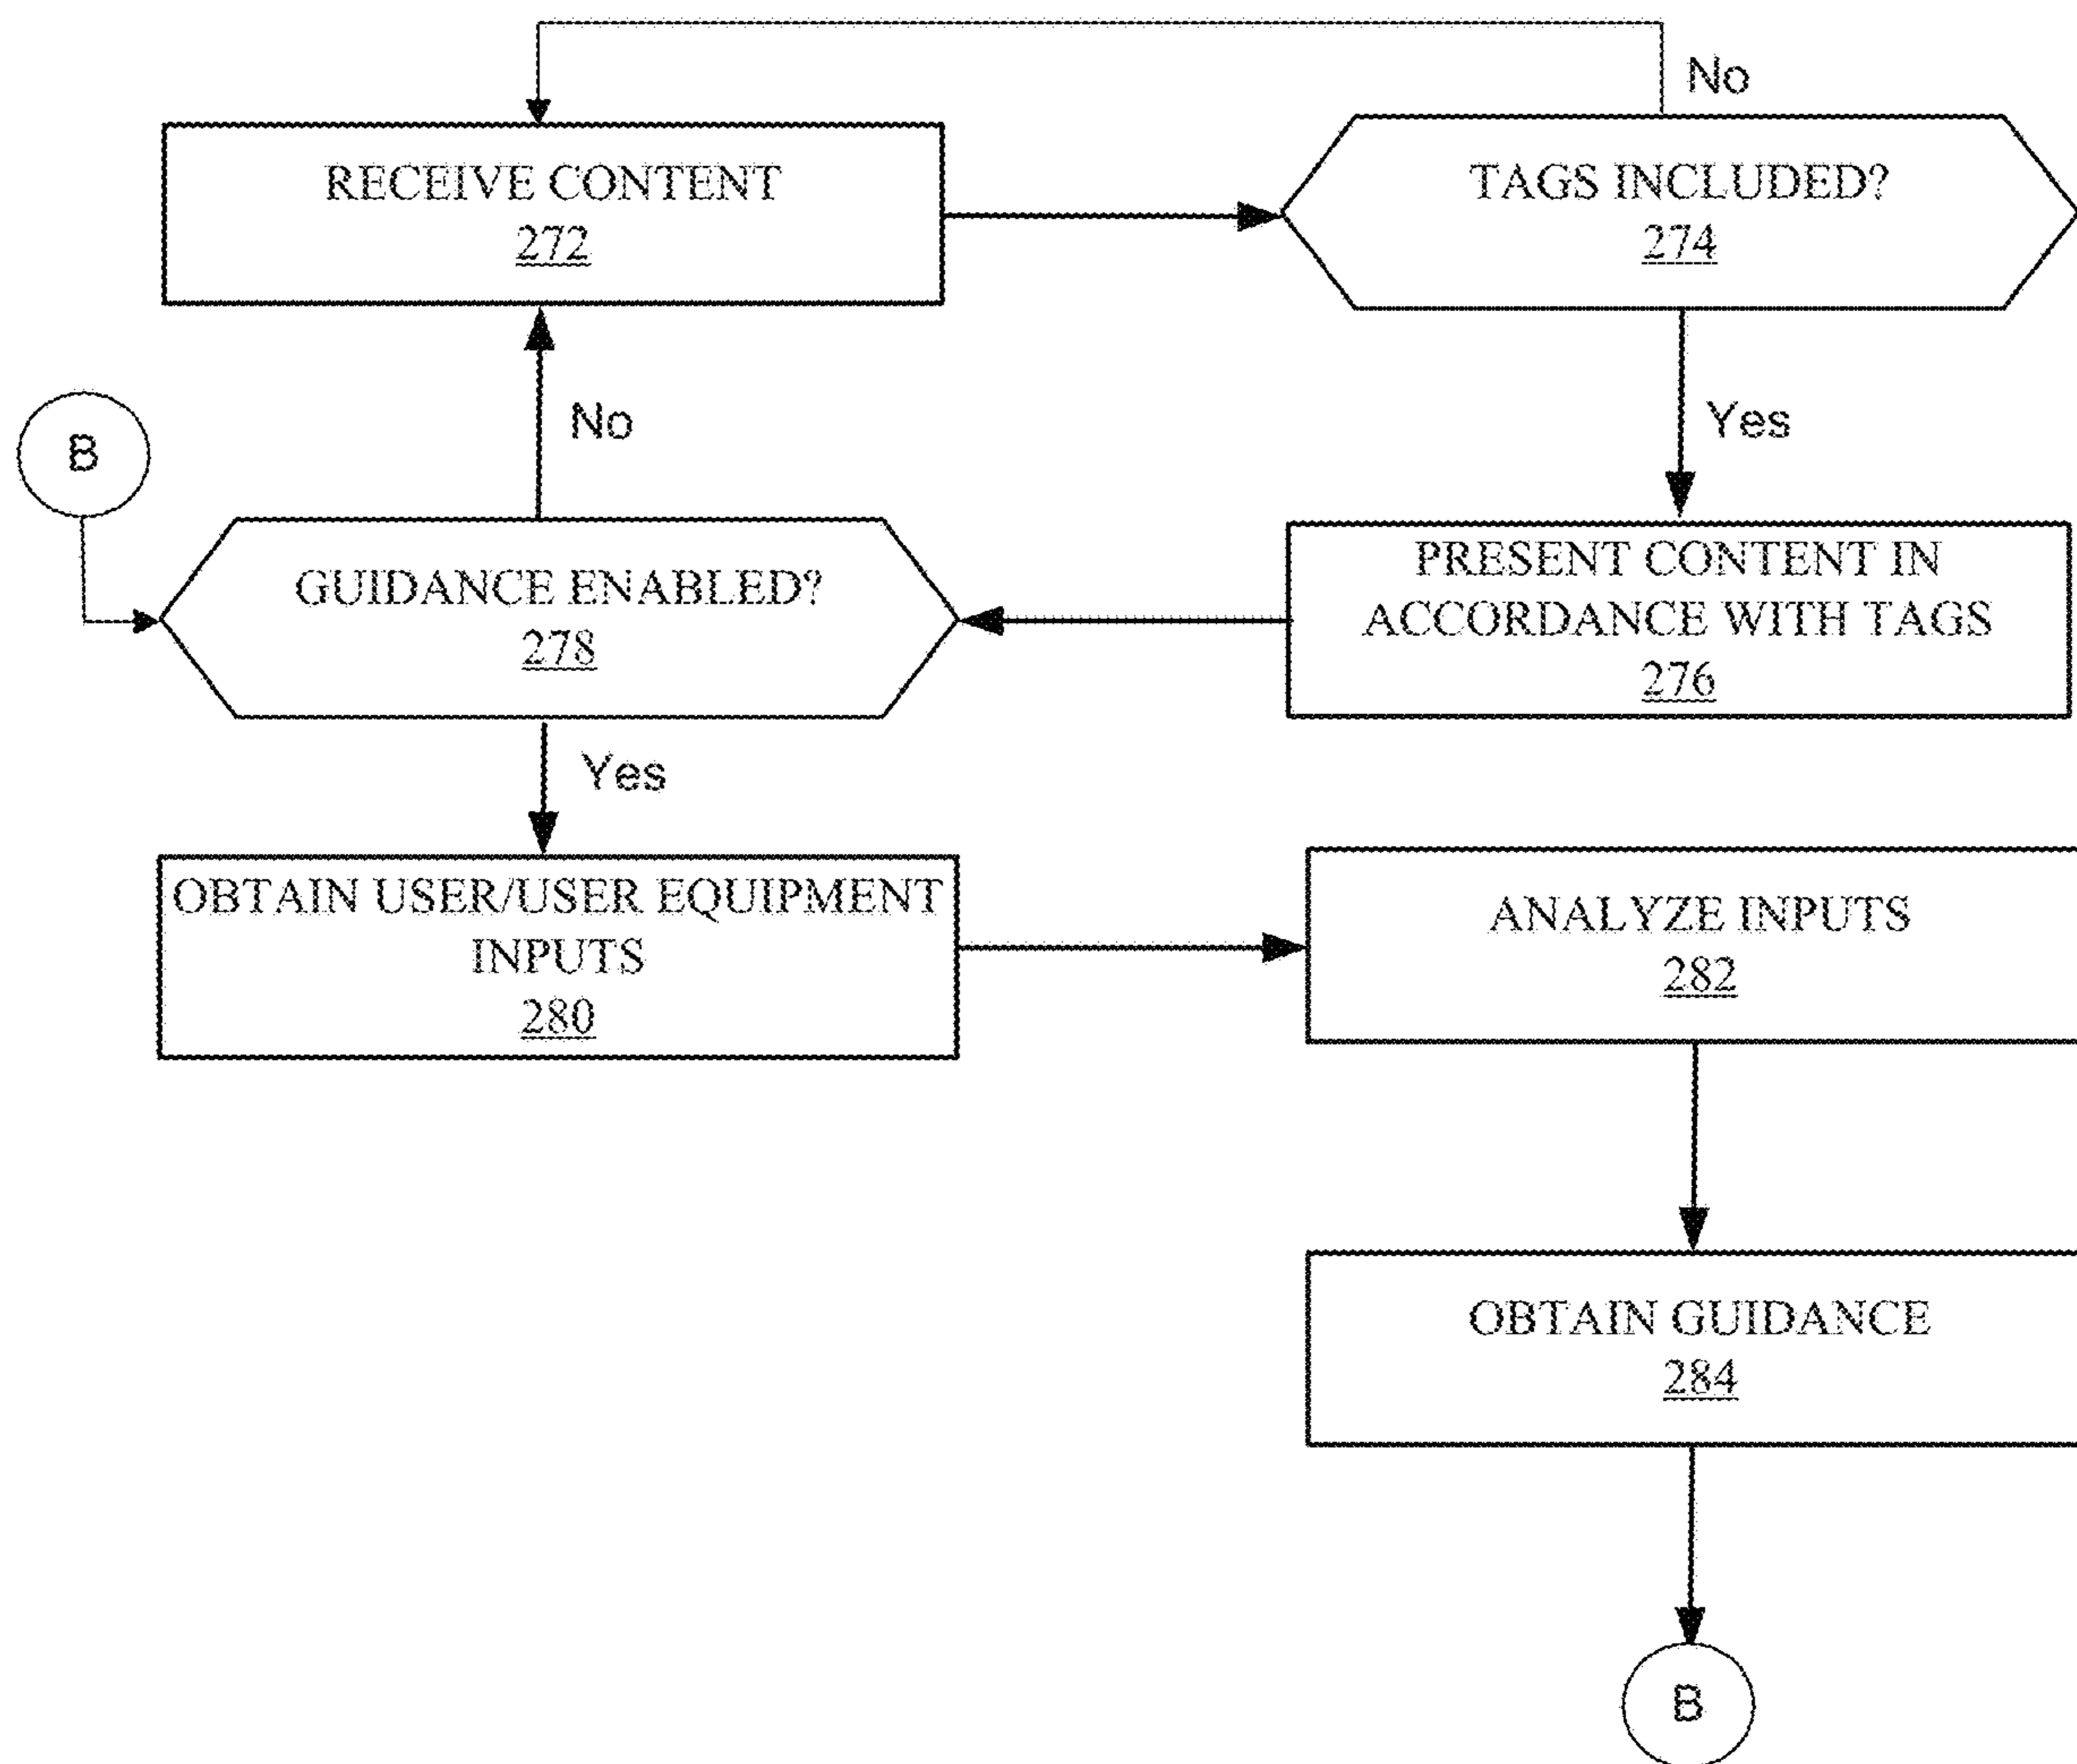 No
RECEIVE CONTENT
272
TAGS INCLUDED?
274
No
Yes
B
GUIDANCE ENABLED?
278
PRESENT CONTENT IN
ACCORDANCE WITH TAGS
276
Yes
OBTAIN USER/USER EQUIPMENT
INPUTS
280
ANALYZE INPUTS
282
OBTAIN GUIDANCE
284
B